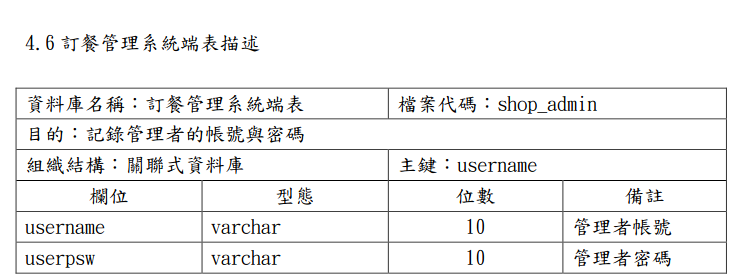 4.6 訂餐管理系統端表描述
資料庫名稱：訂餐管理系統端表 檔案代碼：shop_admin
目的：記錄管理者的帳號與密碼
組織結構：關聯式資料庫 主鍵：username
欄位 型態 位數 備註
username varchar 10 管理者帳號
userpsw varchar 10 管理者密碼